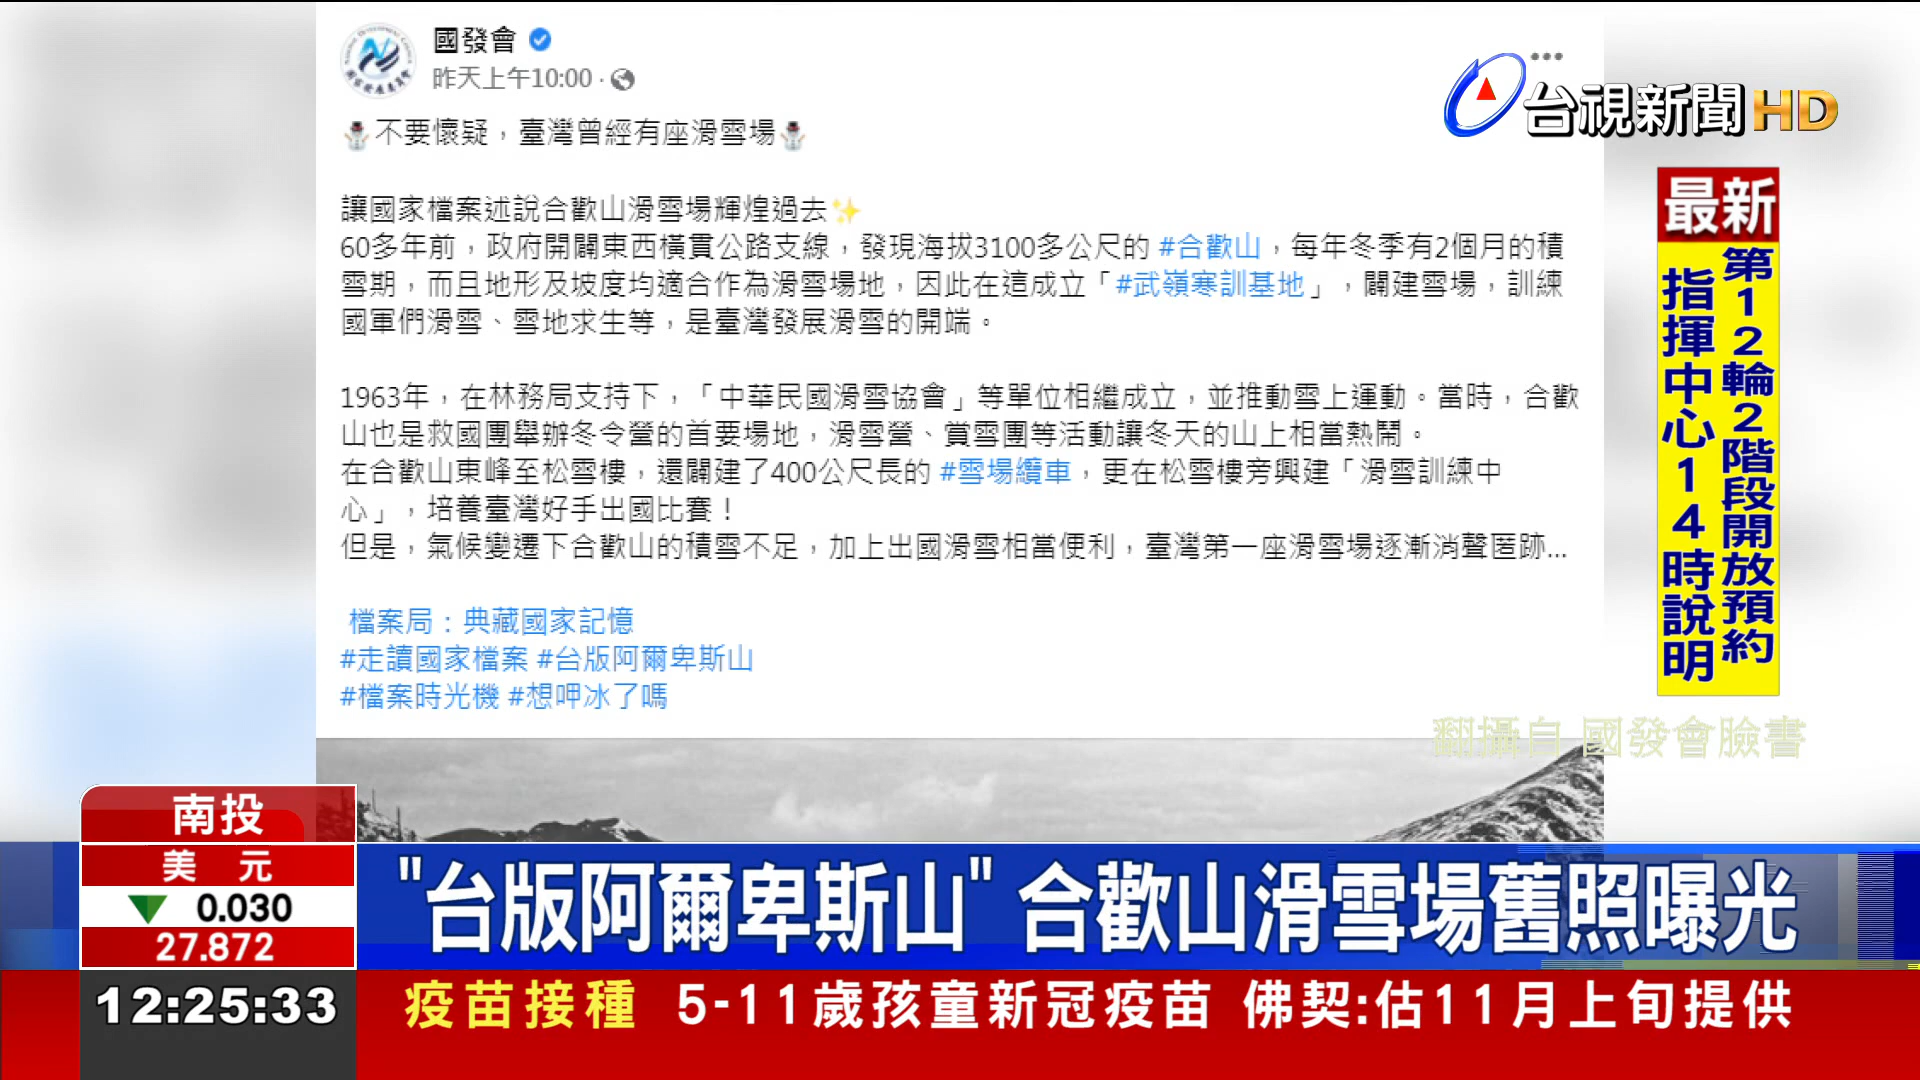 國發會
昨天上午10:00
不要懷疑，臺灣曾經有座滑雪場
讓國家檔案述說合歡山滑雪場輝煌過去
60多年前，政府開闢東西橫貫公路支線，發現海拔3100多公尺的 #合歡山，每年冬季有2個月的積
雪期，而且地形及坡度均適合作為滑雪場地，因此在這成立「#武嶺寒訓基地」，闢建雪場，訓練
國軍們滑雪、雪地求生等，是臺灣發展滑雪的開端。
1963年，在林務局支持下，「中華民國滑雪協會」等單位相繼成立，並推動雪上運動。當時，合歡
山也是救國團舉辦冬令營的首要場地，滑雪營、賞雪團等活動讓冬天的山上相當熱鬧。
在合歡山東峰至松雪樓，還闢建了400公尺長的 #雪場纜車，更在松雪樓旁興建「滑雪訓練中
心」，培養臺灣好手出國比賽！
但是，氣候變遷下合歡山的積雪不足，加上出國滑雪相當便利，臺灣第一座滑雪場逐漸消聲匿跡...
檔案局：典藏國家記憶
#走讀國家檔案 #台版阿爾卑斯山
#檔案時光機 #想呷冰了嗎
台視新聞HD
最新
第12輪2階段開放預約
指揮中心14時說明
翻攝自 國發會臉書
南投
美 元
0.030
27.872
12:25:33
"台版阿爾卑斯山" 合歡山滑雪場舊照曝光
疫苗接種 5-11歲孩童新冠疫苗 佛契:估11月上旬提供